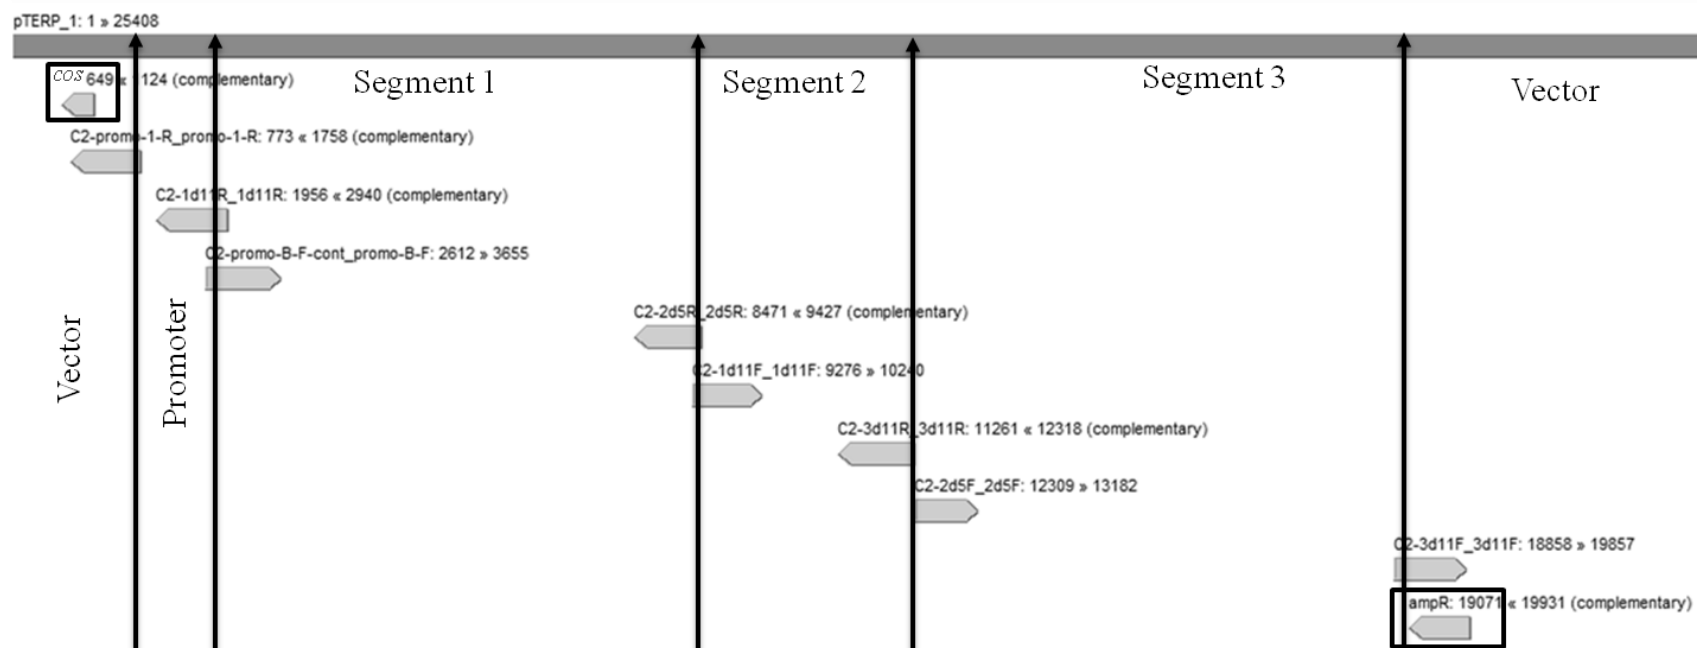 pTERP_1: 1 » 25408
cos 649 « 1124 (complementary)
Segment 1
Segment 2
Segment 3
Vector
C2-promo-1-R_promo-1-R: 773 « 1758 (complementary)
C2-1d11R_1d11R: 1956 « 2940 (complementary)
C2-promo-B-F-cont_promo-B-F: 2612 » 3655
Vector
Promoter
C2-2d5R_2d5R: 8471 « 9427 (complementary)
C2-1d11F_1d11F: 9276 » 10240
C2-3d11R_3d11R: 11261 « 12318 (complementary)
C2-2d5F_2d5F: 12309 » 13182
C2-3d11F_3d11F: 18858 » 19857
ampR: 19071 « 19931 (complementary)